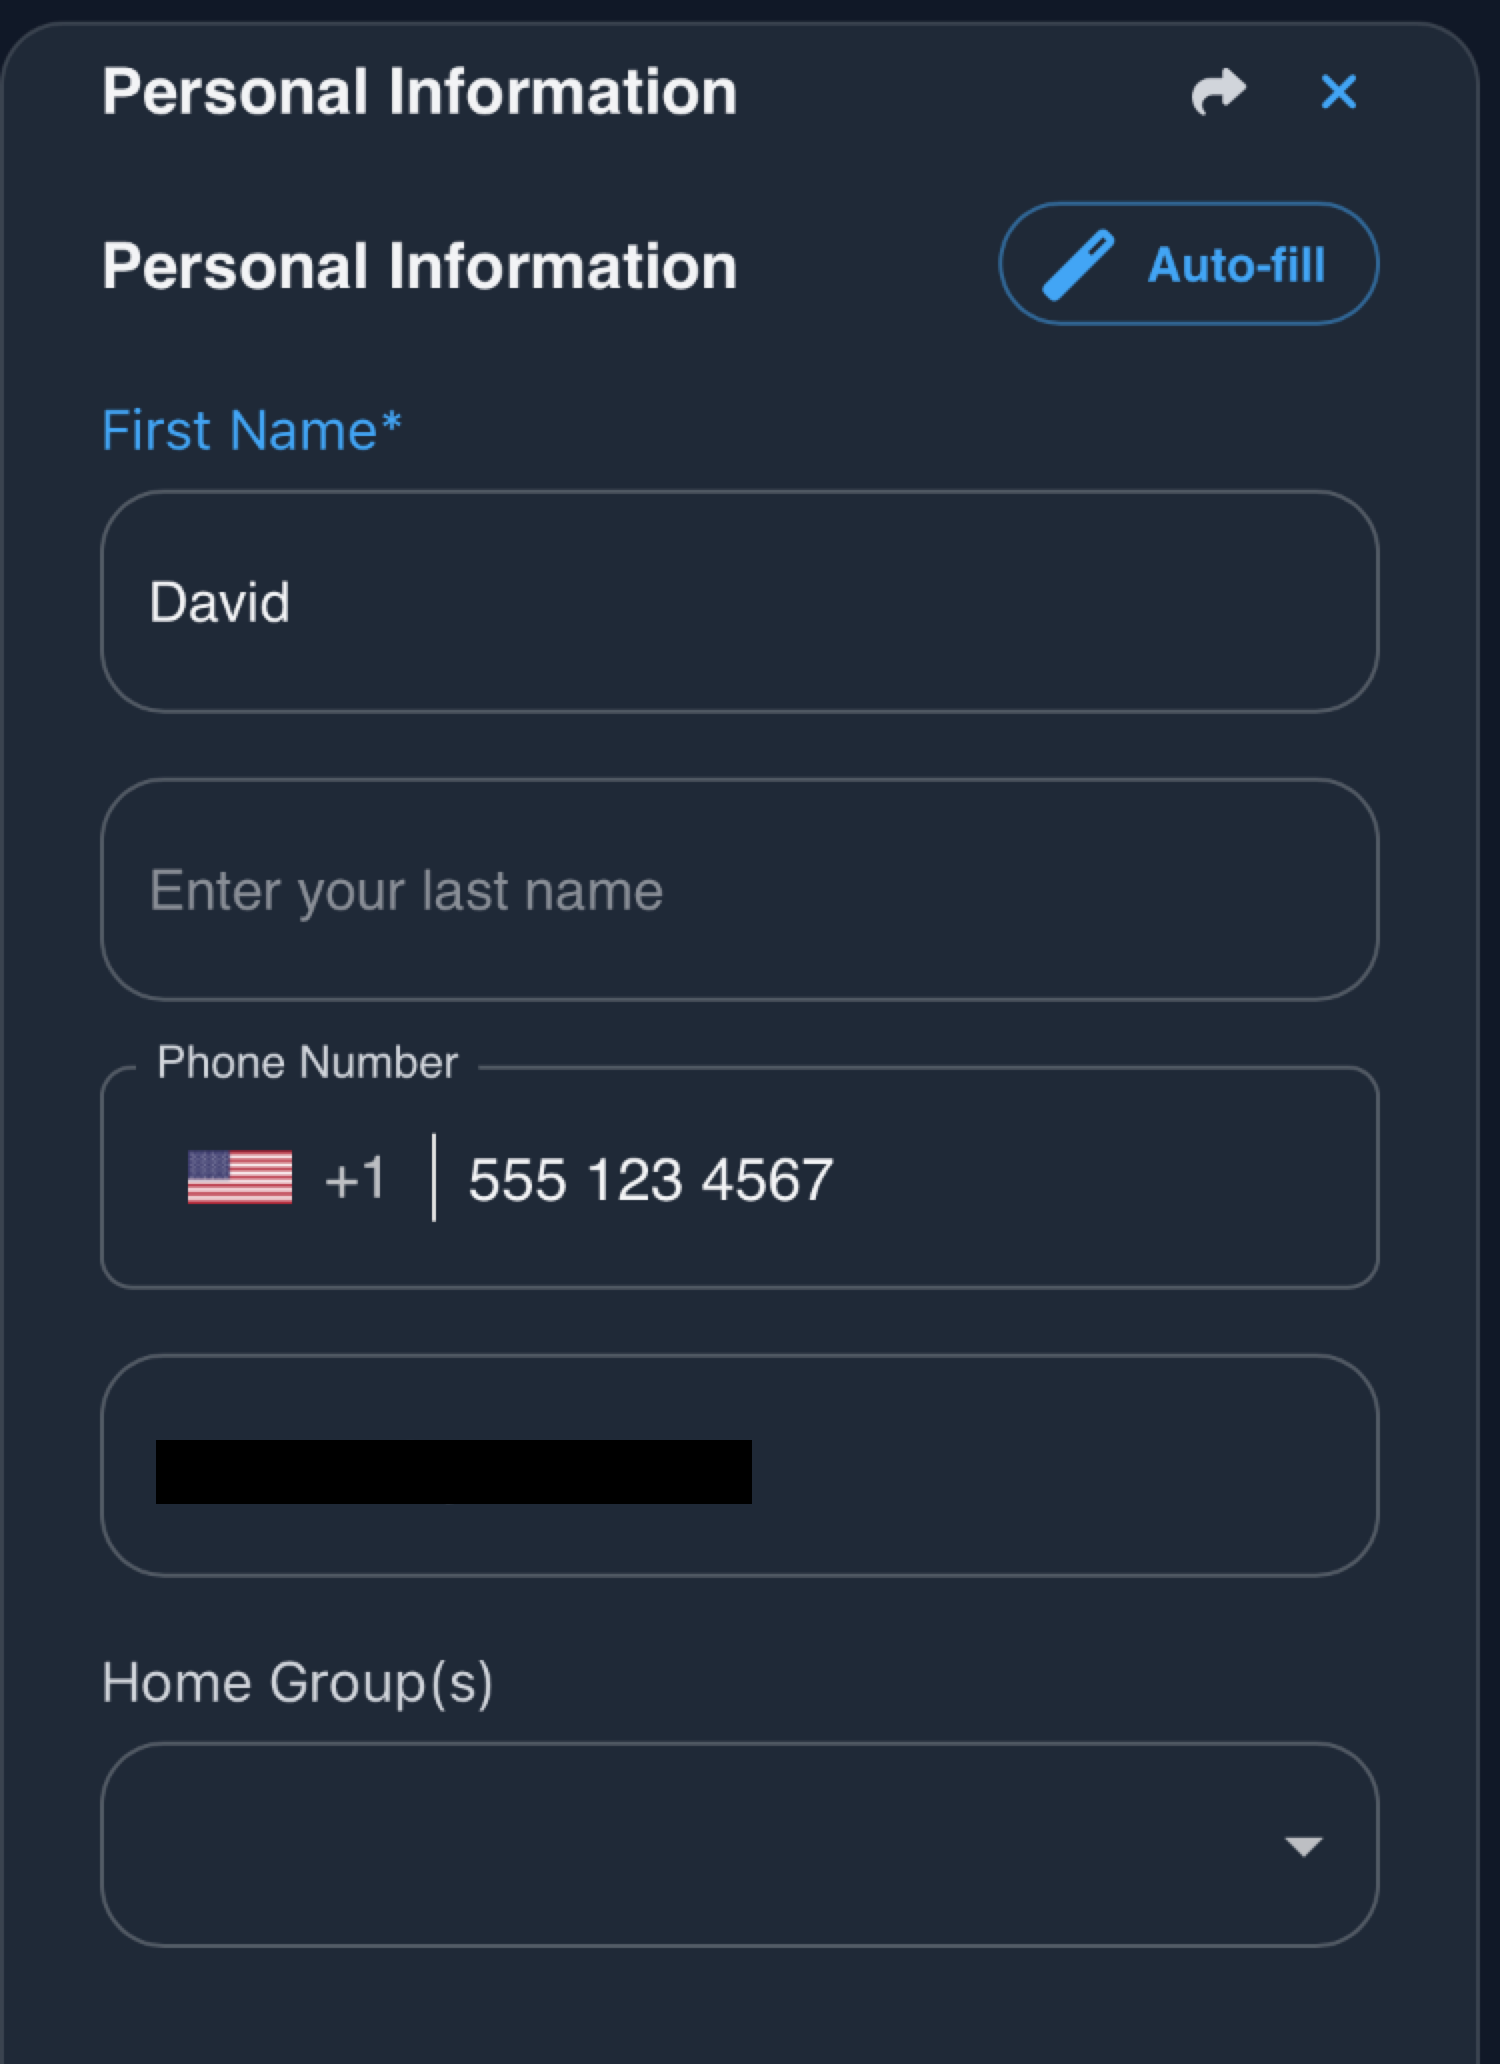 Personal Information
Personal Information
Auto-fill
First Name*
David
Enter your last name
Phone Number
+1 555 123 4567
Home Group(s)